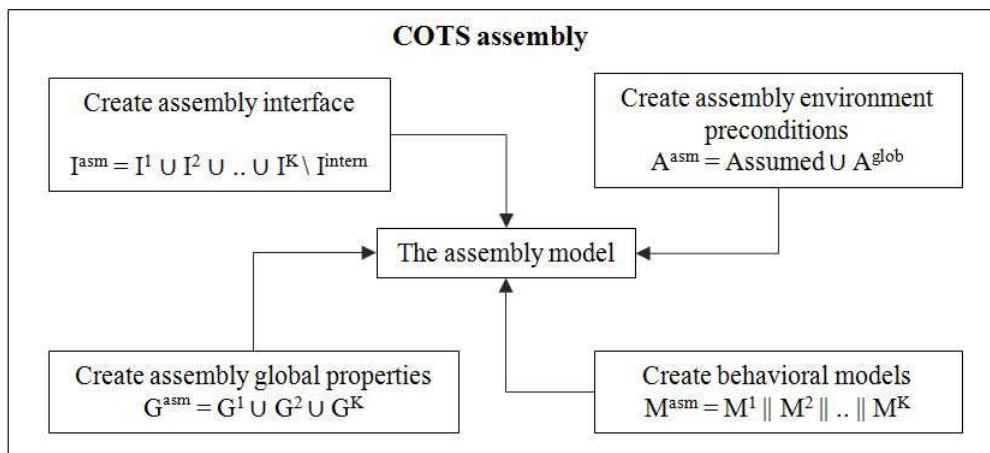 COTS assembly
Create assembly interface
I^asm = I^1 ∪ I^2 ∪ .. ∪ I^K \ I^intern
Create assembly environment
preconditions
A^asm = Assumed ∪ A^glob
The assembly model
Create assembly global properties
G^asm = G^1 ∪ G^2 ∪ G^K
Create behavioral models
M^asm = M^1 || M^2 || .. || M^K